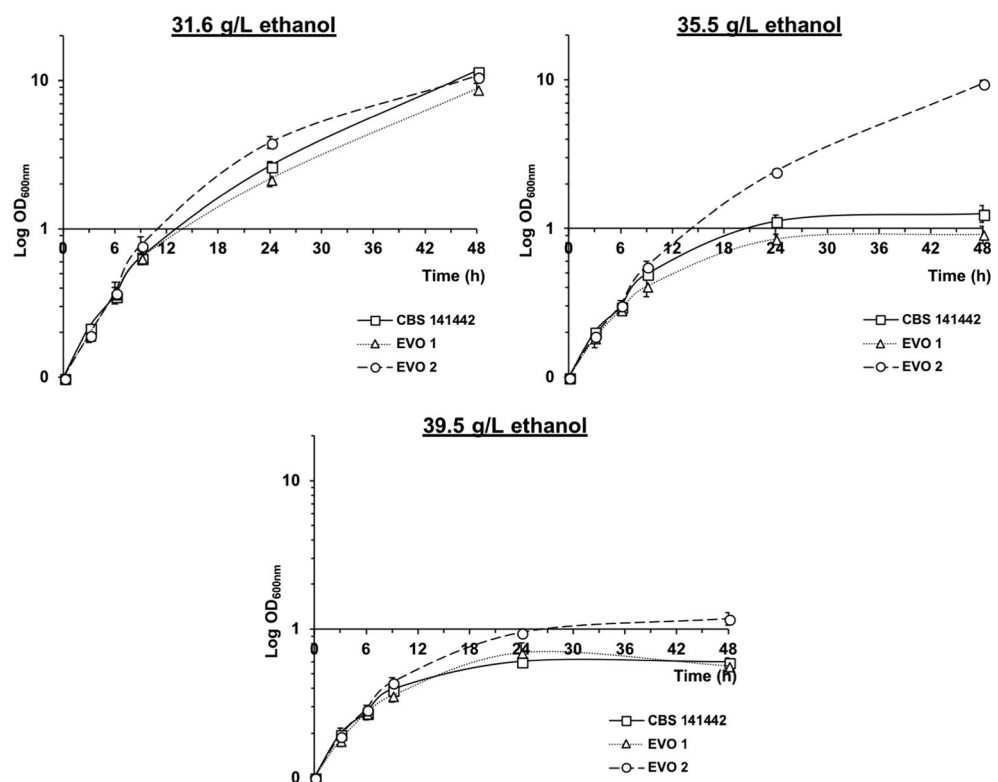 31.6 g/L ethanol
10
1
0
Log OD600nm
0 6 12 18 24 30 36 42 48
Time (h)
CBS 141442
EVO 1
EVO 2
35.5 g/L ethanol
10
1
0
Log OD600nm
0 6 12 18 24 30 36 42 48
Time (h)
CBS 141442
EVO 1
EVO 2
39.5 g/L ethanol
10
1
0
Log OD600nm
0 6 12 18 24 30 36 42 48
Time (h)
CBS 141442
EVO 1
EVO 2